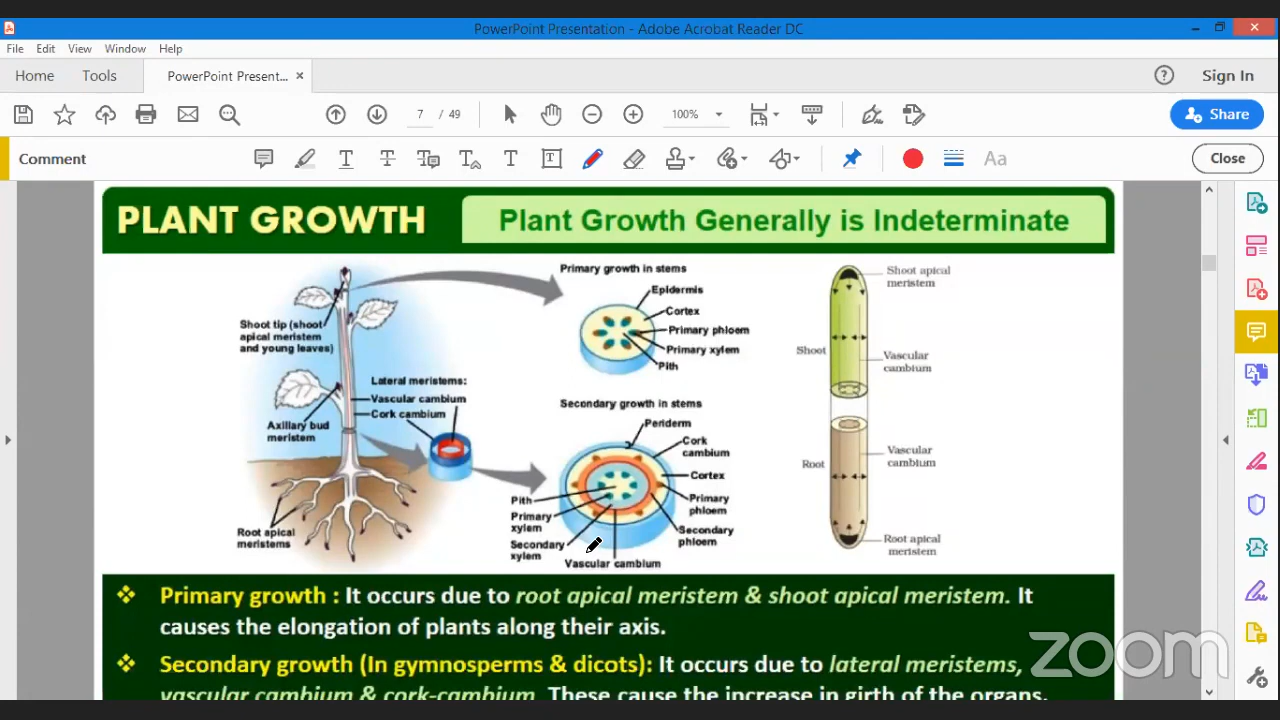 PowerPoint Presentation - Adobe Acrobat Reader DC
File Edit View Window Help
Home Tools PowerPoint Present... × Sign In
7 / 49 100% Share
Comment Aa Close
PLANT GROWTH Plant Growth Generally is Indeterminate
Shoot tip (shoot
apical meristem
and young leaves)
Lateral meristems:
Vascular cambium
Cork cambium
Axillary bud
meristem
Root apical
meristems
Primary growth in stems
Epidermis
Cortex
Primary phloem
Primary xylem
Pith
Secondary growth in stems
Periderm
Cork
cambium
Cortex
Primary
phloem
Secondary
phloem
Pith
Primary
xylem
Secondary
xylem
Vascular cambium
Shoot apical
meristem
Shoot
Vascular
cambium
Root
Vascular
cambium
Root apical
meristem
❖ Primary growth : It occurs due to root apical meristem & shoot apical meristem. It
causes the elongation of plants along their axis.
❖ Secondary growth (In gymnosperms & dicots): It occurs due to lateral meristems,
vascular cambium & cork-cambium. These cause the increase in girth of the organs.
zoom